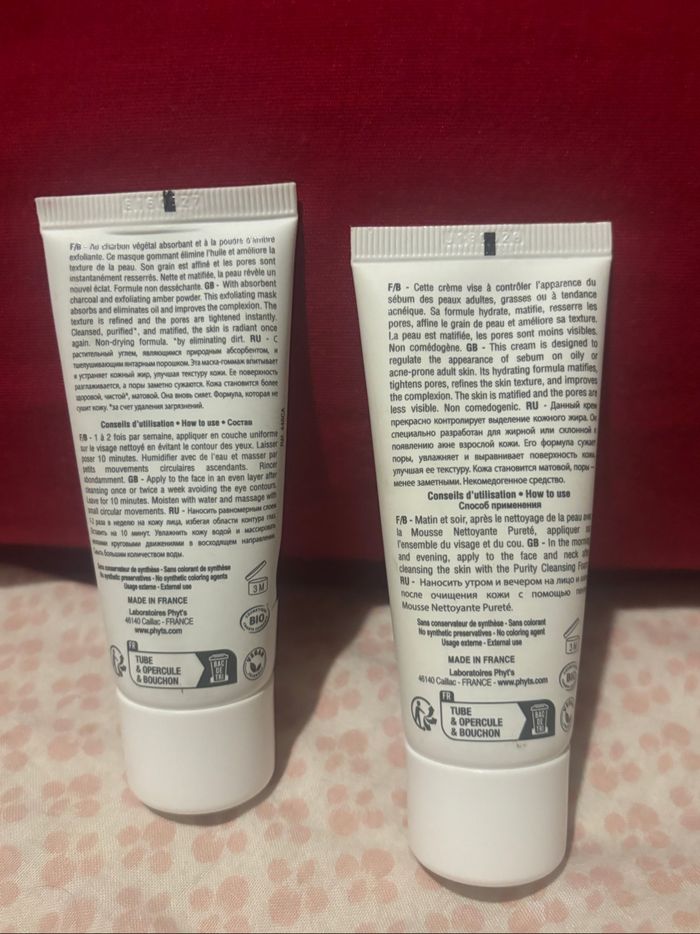 F/B - Au charbon végétal absorbant et à la poudre d'ambre
exfoliante. Ce masque gommant élimine l'huile et améliore la
texture de la peau. Son grain est affiné et les pores sont
instantanément resserrés. Nette et matifiée, la peau révèle un
nouvel éclat. Formule non desséchante. GB - With absorbent
charcoal and exfoliating amber powder. This exfoliating mask
absorbs and eliminates oil and improves the complexion. The
texture is refined and the pores are tightened instantly.
Cleansed, purified*, and matified, the skin is radiant once
again. Non-drying formula. *by eliminating dirt. RU - С
растительным углем, являющимся природным абсорбентом, и
отшелушивающим янтарным порошком. Эта маска-гоммаж впитывает
и устраняет кожный жир, улучшая текстуру кожи. Ее поверхность
разглаживается, а поры заметно сужаются. Кожа становится более
здоровой, чистой*, матовой. Она вновь сияет. Формула, которая не
сушит кожу. *за счет удаления загрязнений.
Conseils d'utilisation • How to use • Состав
F/B - 1 à 2 fois par semaine, appliquer en couche uniforme
sur le visage nettoyé en évitant le contour des yeux. Laisser
poser 10 minutes. Humidifier avec de l'eau et masser par
petits mouvements circulaires ascendants. Rincer
abondamment. GB - Apply to the face in an even layer after
cleansing once or twice a week avoiding the eye contours.
Leave for 10 minutes. Moisten with water and massage with
small circular movements. RU - Наносить равномерным слоем
1-2 раза в неделю на кожу лица, избегая области контура глаз.
Оставить на 10 минут. Увлажнить кожу водой и массировать
мелкими круговыми движениями в восходящем направлении.
Смыть большим количеством воды.
Sans conservateur de synthèse - Sans colorant de synthèse
No synthetic preservatives - No synthetic coloring agents
Usage externe - External use
3 M
MADE IN FRANCE
Laboratoires Phyt's
46140 Caillac - FRANCE
www.phyts.com
BIO
FR
TUBE
& OPERCULE
& BOUCHON
BAC
DE
TRI
VEGAN
F/B - Cette crème vise à contrôler l'apparence du
sébum des peaux adultes, grasses ou à tendance
acnéique. Sa formule hydrate, matifie, resserre les
pores, affine le grain de peau et améliore sa texture.
La peau est matifiée, les pores sont moins visibles.
Non comédogène. GB - This cream is designed to
regulate the appearance of sebum on oily or
acne-prone adult skin. Its hydrating formula matifies,
tightens pores, refines the skin texture, and improves
the complexion. The skin is matified and the pores are
less visible. Non comedogenic. RU - Данный крем
прекрасно контролирует выделение кожного жира. Он
специально разработан для жирной или склонной к
появлению акне взрослой кожи. Его формула сужает
поры, увлажняет и выравнивает поверхность кожи,
улучшая ее текстуру. Кожа становится матовой, поры –
менее заметными. Некомедогенное средство.
Conseils d'utilisation • How to use
Способ применения
F/B - Matin et soir, après le nettoyage de la peau avec
la Mousse Nettoyante Pureté, appliquer sur
l'ensemble du visage et du cou. GB - In the morning
and evening, apply to the face and neck after
cleansing the skin with the Purity Cleansing Foam.
RU - Наносить утром и вечером на лицо и шею
после очищения кожи с помощью пенки
Mousse Nettoyante Pureté.
Sans conservateur de synthèse - Sans colorant
No synthetic preservatives - No coloring agent
Usage externe - External use
3 M
MADE IN FRANCE
Laboratoires Phyt's
46140 Caillac - FRANCE - www.phyts.com
BIO
FR
TUBE
& OPERCULE
& BOUCHON
BAC
DE
TRI